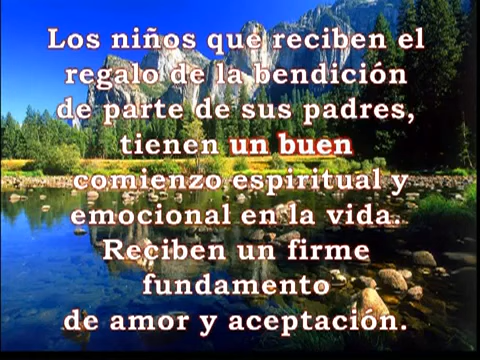 Los niños que reciben el
regalo de la bendición
de parte de sus padres,
tienen un buen
comienzo espiritual y
emocional en la vida.
Reciben un firme
fundamento
de amor y aceptación.